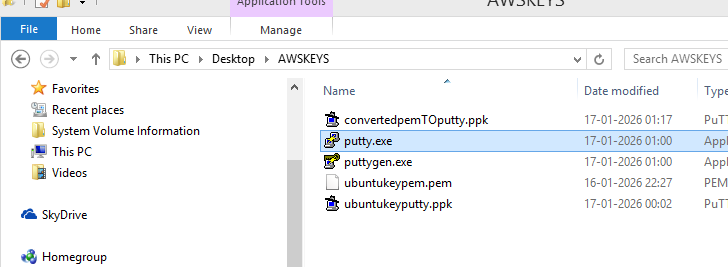 Application Tools
AWSKEYS
File Home Share View Manage
This PC Desktop AWSKEYS
Search AWSKEYS
Favorites
Recent places
System Volume Information
This PC
Videos
SkyDrive
Homegroup
Name Date modified Type
convertedpemTOputty.ppk 17-01-2026 01:17 PuTT
putty.exe 17-01-2026 01:00 Appl
puttygen.exe 17-01-2026 01:00 Appl
ubuntukeypem.pem 16-01-2026 22:27 PEM
ubuntukeyputty.ppk 17-01-2026 00:02 PuTT